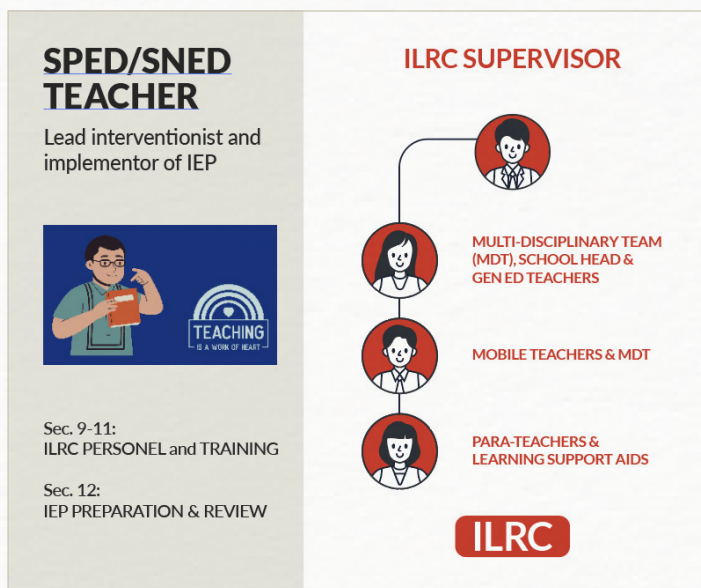 SPED/SNED
TEACHER
Lead interventionist and
implementor of IEP
TEACHING
IS A WORK OF HEART
Sec. 9-11:
ILRC PERSONEL and TRAINING
Sec. 12:
IEP PREPARATION & REVIEW
ILRC SUPERVISOR
MULTI-DISCIPLINARY TEAM
(MDT), SCHOOL HEAD &
GEN ED TEACHERS
MOBILE TEACHERS & MDT
PARA-TEACHERS &
LEARNING SUPPORT AIDS
ILRC